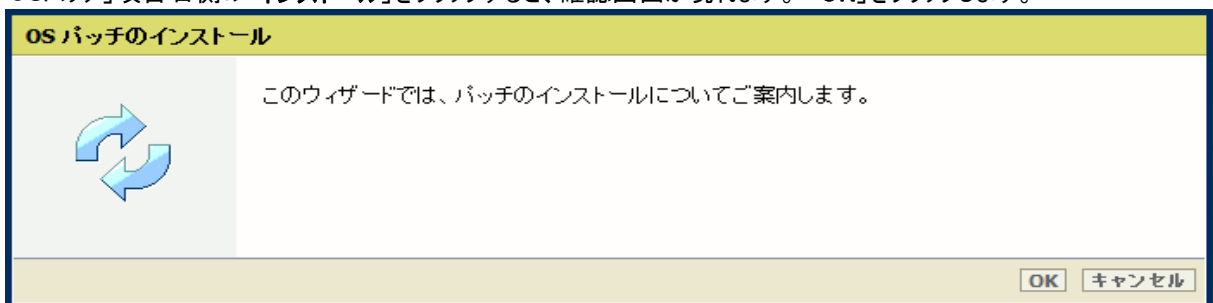 OS パッチのインストール
このウィザードでは、パッチのインストールについてご案内します。
OK キャンセル